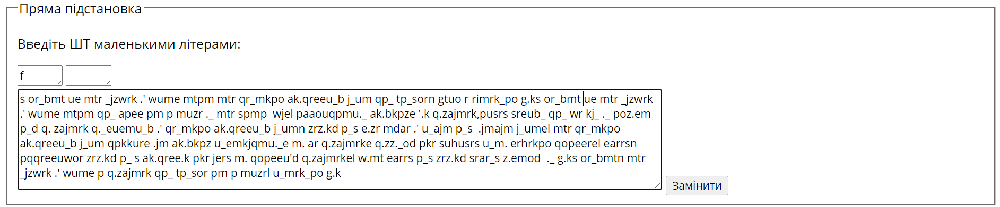 Пряма підстановка
Введіть ШТ маленькими літерами:
f
s or_bmt ue mtr _jzwrk .' wume mtpm mtr qr_mkpo ak.qreeu_b j_um qp_ tp_sorn gtuo r rimrk_po g.ks or_bmt ue mtr _jzwrk
.' wume mtpm qp_ apee pm p muzr ._ mtr spmp  wjel paaouqpmu._ ak.bkpze '.k q.zajmrk,pusrs sreub_ qp_ wr kj_ ._ poz.em
p_d q. zajmrk q._euemu_b .' qr_mkpo ak.qreeu_b j_umn zrz.kd p_s e.zr mdar .' u_ajm p_s  .jmajm j_umel mtr qr_mkpo
ak.qreeu_b j_um qpkkure .jm ak.bkpz u_emkjqmu._e m. ar q.zajmrke q.zz._od pkr suhusrs u_m. erhrkpo qopeerel earrsn
pqqreeuwor zrz.kd p_ s ak.qree.k pkr jers m. qopeeu'd q.zajmrkel w.mt earrs p_s zrz.kd srar_s z.emod  ._ g.ks or_bmtn mtr
_jzwrk .' wume p q.zajmrk qp_ tp_sor pm p muzrl u_mrk_po g.k
Замінити